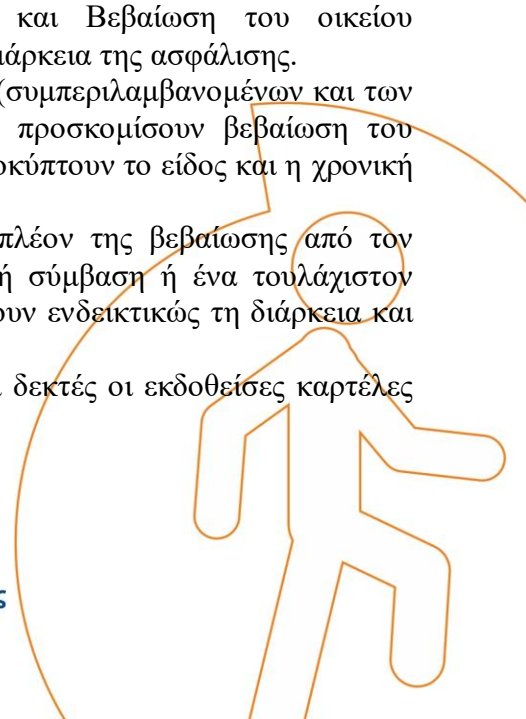 και Βεβαίωση του οικείου
διάρκεια της ασφάλισης.
(συμπεριλαμβανομένων και των
προσκομίσουν βεβαίωση του
οκύπτουν το είδος και η χρονική
πλέον της βεβαίωσης από τον
ή σύμβαση ή ένα τουλάχιστον
ουν ενδεικτικώς τη διάρκεια και
δεκτές οι εκδοθείσες καρτέλες
ς